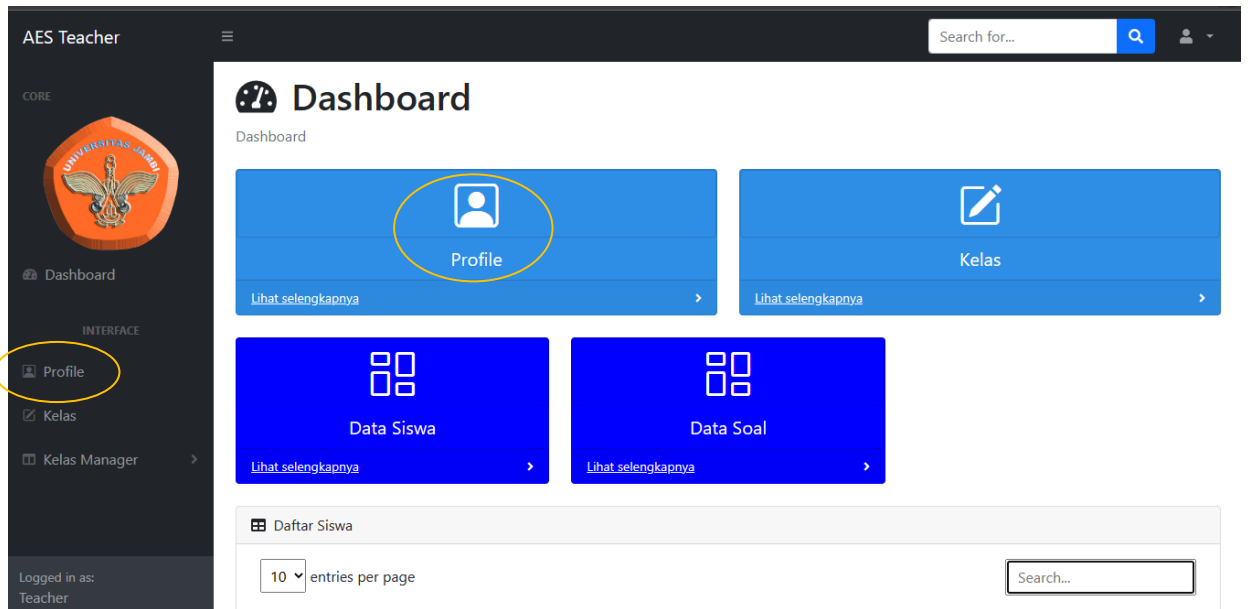 AES Teacher
Search for...
CORE
UNIVERSITAS JAMBI
Dashboard
INTERFACE
Profile
Kelas
Kelas Manager
Logged in as:
Teacher
Dashboard
Dashboard
Profile
Lihat selengkapnya
Kelas
Lihat selengkapnya
Data Siswa
Lihat selengkapnya
Data Soal
Lihat selengkapnya
Daftar Siswa
10 entries per page
Search...